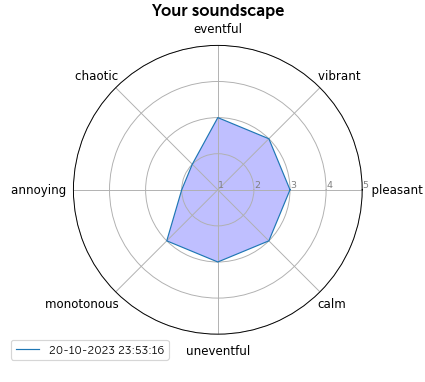 Your soundscape
eventful
chaotic
vibrant
annoying
1
2
3
4
5
pleasant
monotonous
calm
20-10-2023 23:53:16
uneventful